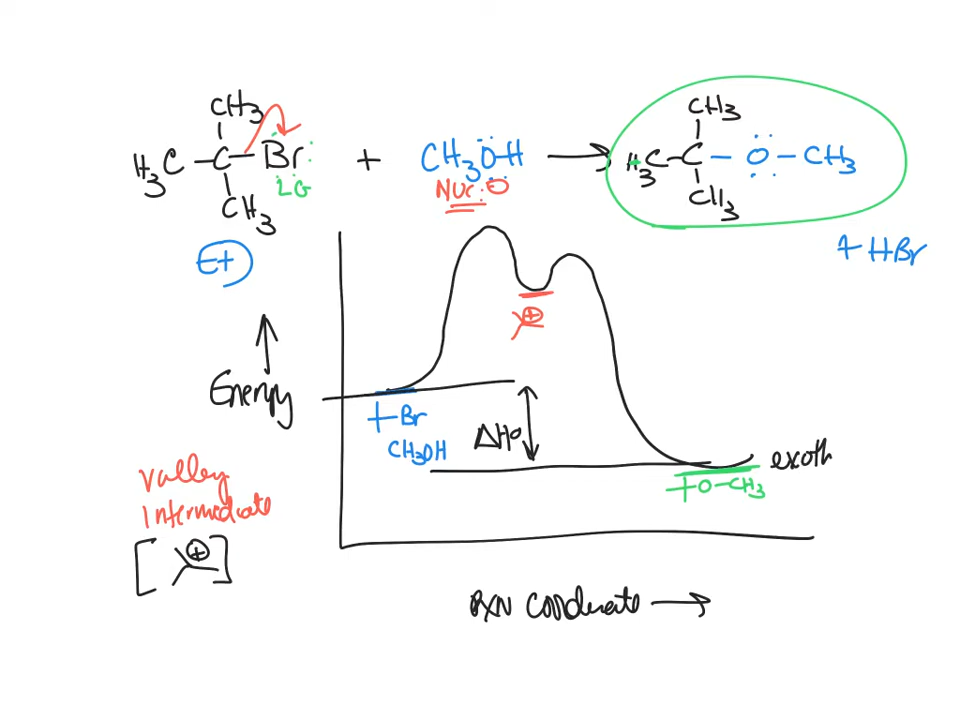 CH3 CH3
H3C – C – Br + CH3OH → H3C – C – O – CH3
LG Nuc: CH3
CH3
E+ + HBr
⊕
Energy
Br
CH3OH ΔH° exoth
O – CH3
Valley
Intermediate
[ ⊕ ]
RXN coordinate →